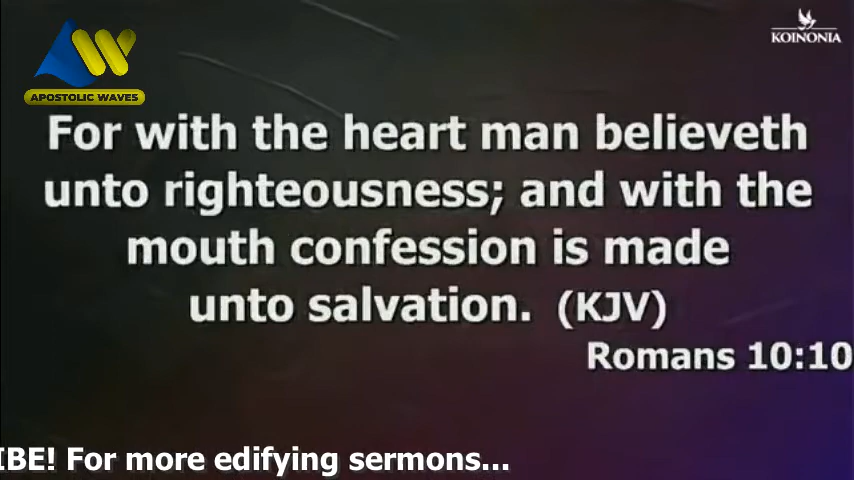 KOINONIA
APOSTOLIC WAVES
For with the heart man believeth
unto righteousness; and with the
mouth confession is made
unto salvation. (KJV)
Romans 10:10
IBE! For more edifying sermons...